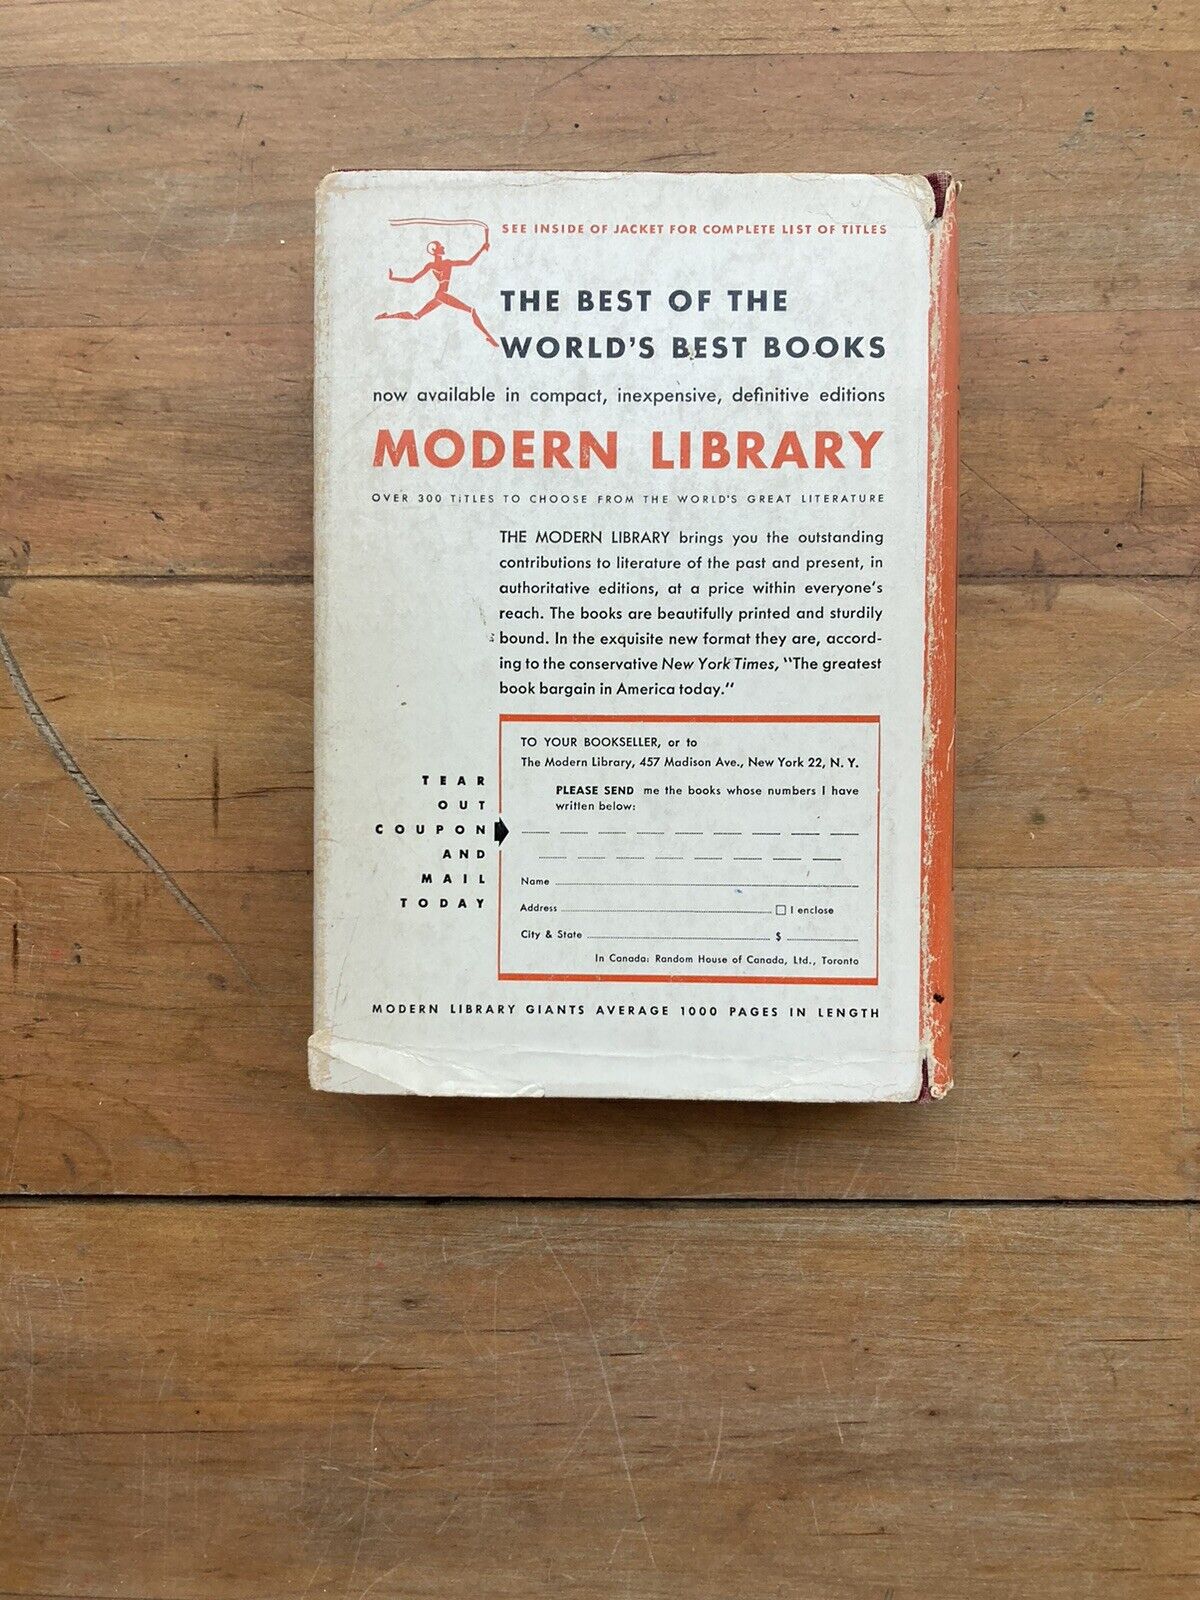 SEE INSIDE OF JACKET FOR COMPLETE LIST OF TITLES
THE BEST OF THE
WORLD'S BEST BOOKS
now available in compact, inexpensive, definitive editions
MODERN LIBRARY
OVER 300 TITLES TO CHOOSE FROM THE WORLD'S GREAT LITERATURE
THE MODERN LIBRARY brings you the outstanding
contributions to literature of the past and present, in
authoritative editions, at a price within everyone's
reach. The books are beautifully printed and sturdily
bound. In the exquisite new format they are, accord-
ing to the conservative New York Times, "The greatest
book bargain in America today."
TEAR
OUT
COUPON
AND
MAIL
TODAY
TO YOUR BOOKSELLER, or to
The Modern Library, 457 Madison Ave., New York 22, N. Y.
PLEASE SEND me the books whose numbers I have
written below:
Name
Address I enclose
City & State $
In Canada: Random House of Canada, Ltd., Toronto
MODERN LIBRARY GIANTS AVERAGE 1000 PAGES IN LENGTH